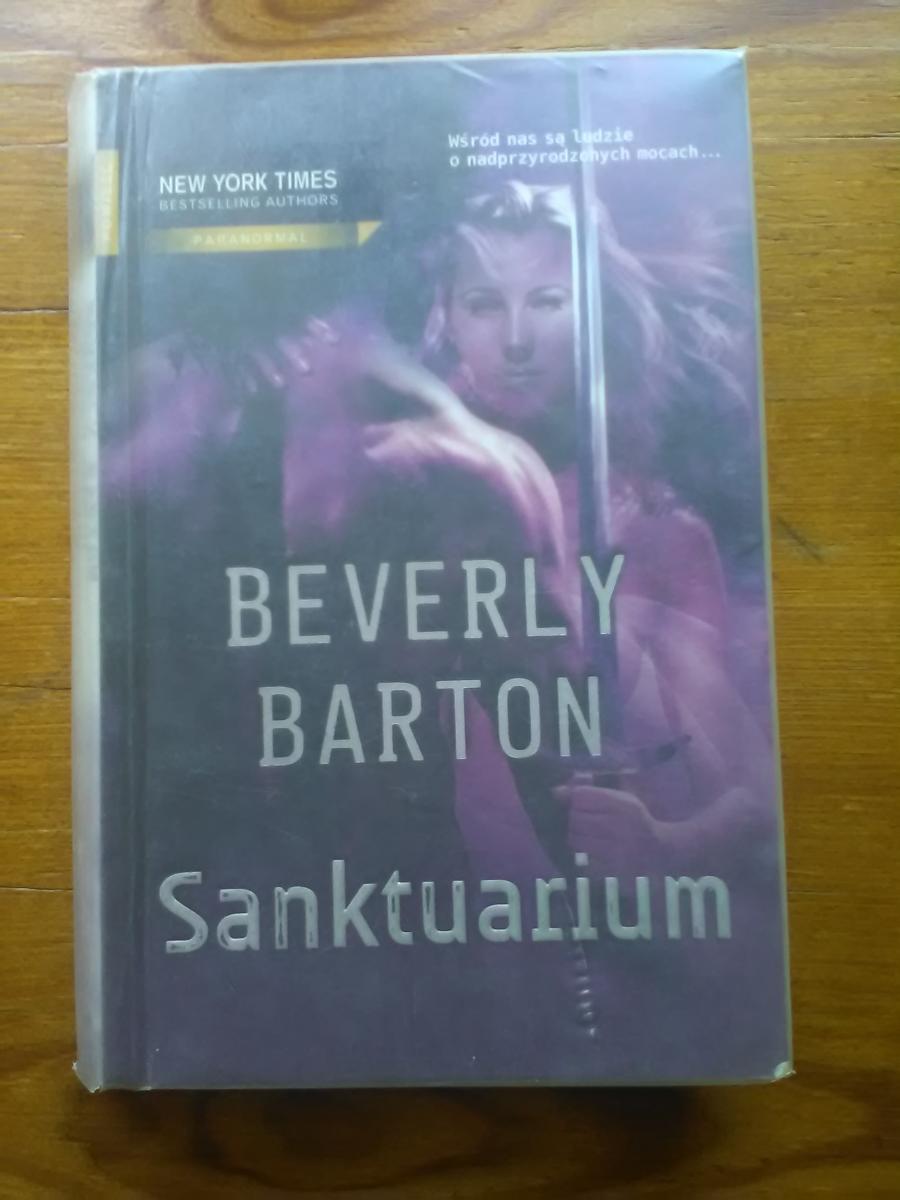 Wśród nas są ludzie
o nadprzyrodzonych mocach...
NEW YORK TIMES
BESTSELLING AUTHORS
PARANORMAL
BEVERLY
BARTON
Sanktuarium